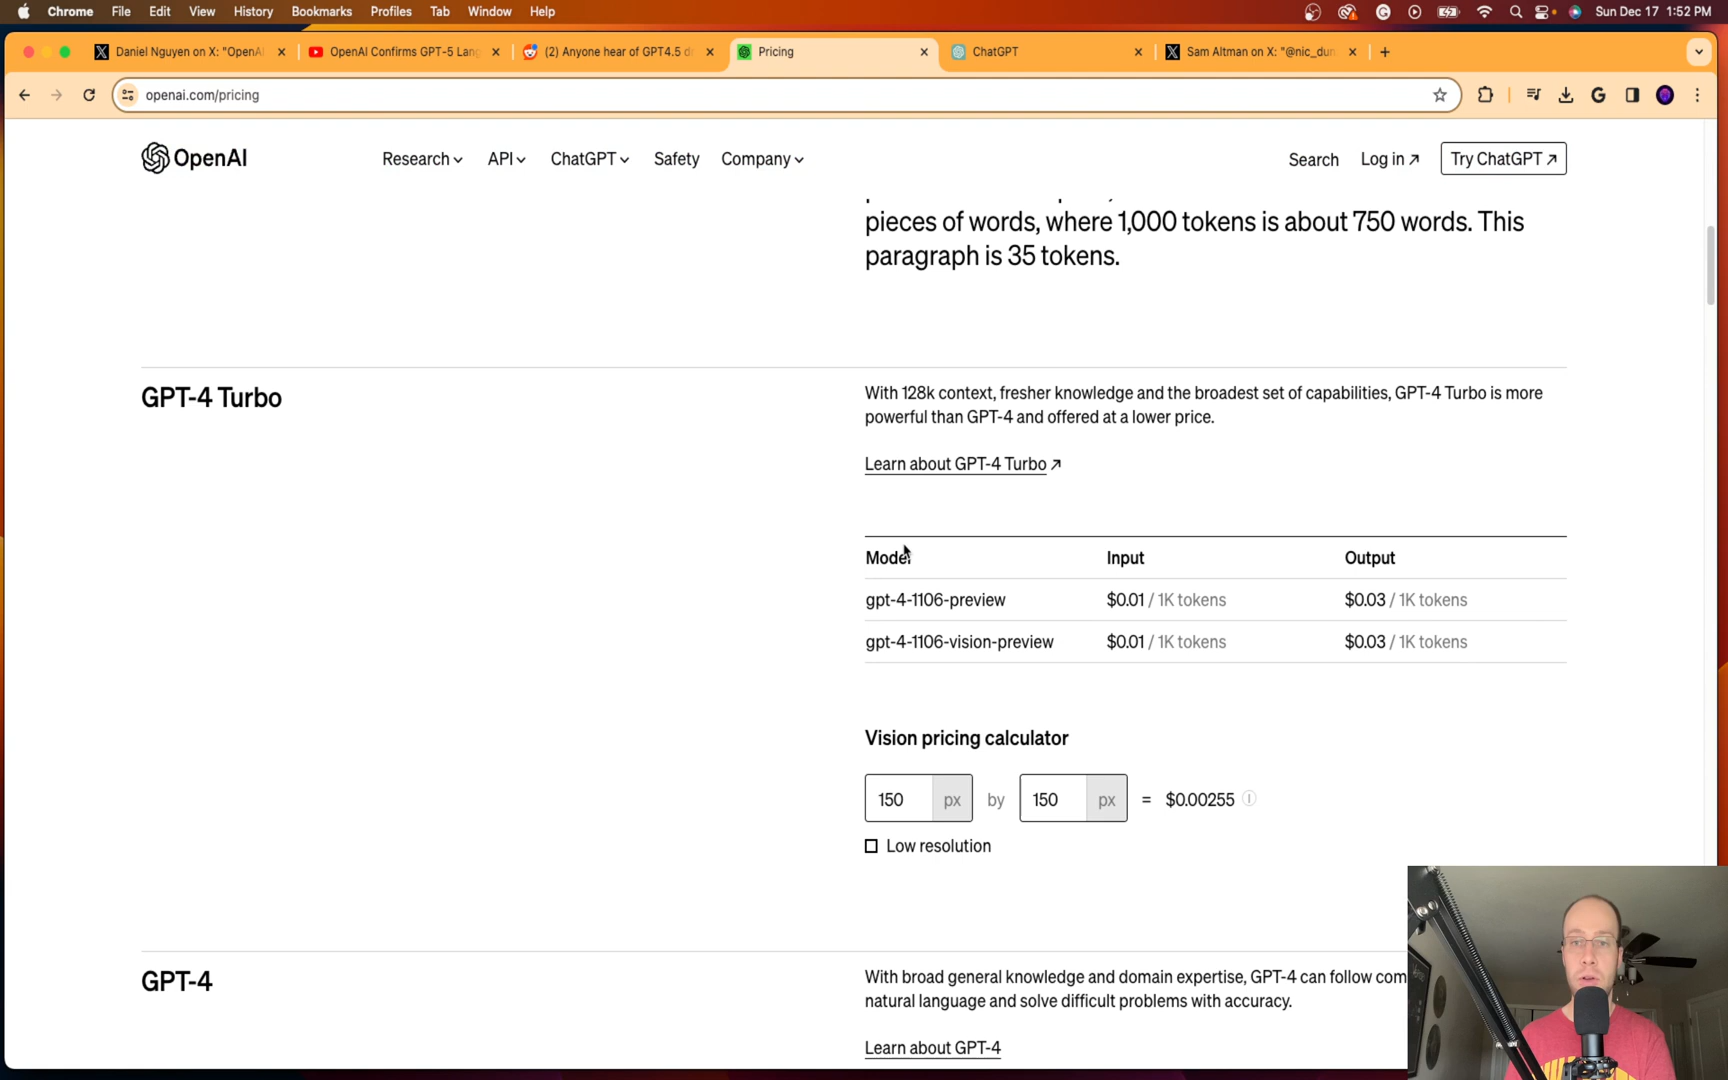 Chrome File Edit View History Bookmarks Profiles Tab Window Help Sun Dec 17 1:52 PM
Daniel Nguyen on X: "OpenAI OpenAI Confirms GPT-5 Lang (2) Anyone hear of GPT4.5 dr Pricing ChatGPT Sam Altman on X: "@nic_dun
openai.com/pricing
OpenAI Research API ChatGPT Safety Company Search Log in ↗ Try ChatGPT ↗
pieces of words, where 1,000 tokens is about 750 words. This
paragraph is 35 tokens.
GPT-4 Turbo
With 128k context, fresher knowledge and the broadest set of capabilities, GPT-4 Turbo is more
powerful than GPT-4 and offered at a lower price.
Learn about GPT-4 Turbo ↗
Model Input Output
gpt-4-1106-preview $0.01 / 1K tokens $0.03 / 1K tokens
gpt-4-1106-vision-preview $0.01 / 1K tokens $0.03 / 1K tokens
Vision pricing calculator
150 px by 150 px = $0.00255
Low resolution
GPT-4
With broad general knowledge and domain expertise, GPT-4 can follow com
natural language and solve difficult problems with accuracy.
Learn about GPT-4